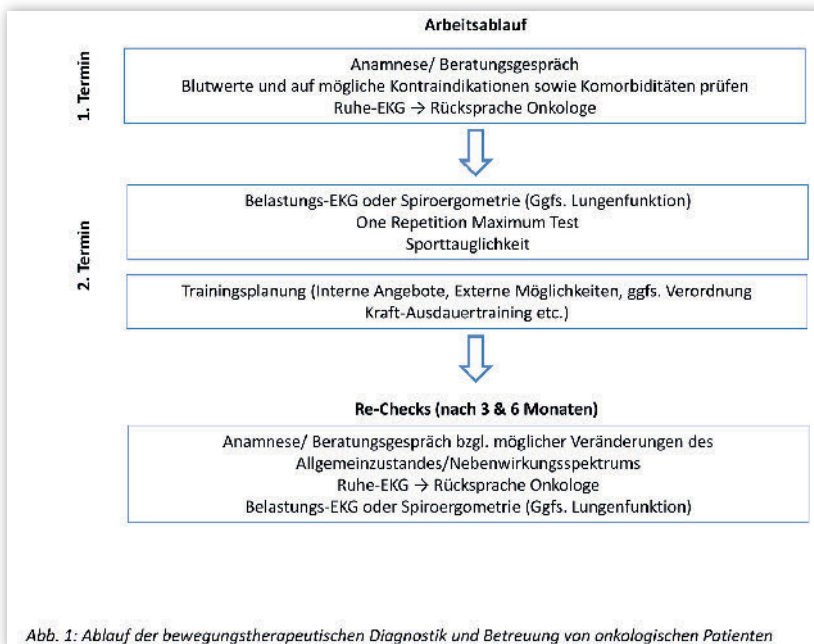 Arbeitsablauf
1. Termin
Anamnese/ Beratungsgespräch
Blutwerte und auf mögliche Kontraindikationen sowie Komorbiditäten prüfen
Ruhe-EKG → Rücksprache Onkologe
2. Termin
Belastungs-EKG oder Spiroergometrie (Ggfs. Lungenfunktion)
One Repetition Maximum Test
Sporttauglichkeit
Trainingsplanung (Interne Angebote, Externe Möglichkeiten, ggfs. Verordnung
Kraft-Ausdauertraining etc.)
Re-Checks (nach 3 & 6 Monaten)
Anamnese/ Beratungsgespräch bzgl. möglicher Veränderungen des
Allgemeinzustandes/Nebenwirkungsspektrums
Ruhe-EKG → Rücksprache Onkologe
Belastungs-EKG oder Spiroergometrie (Ggfs. Lungenfunktion)
Abb. 1: Ablauf der bewegungstherapeutischen Diagnostik und Betreuung von onkologischen Patienten